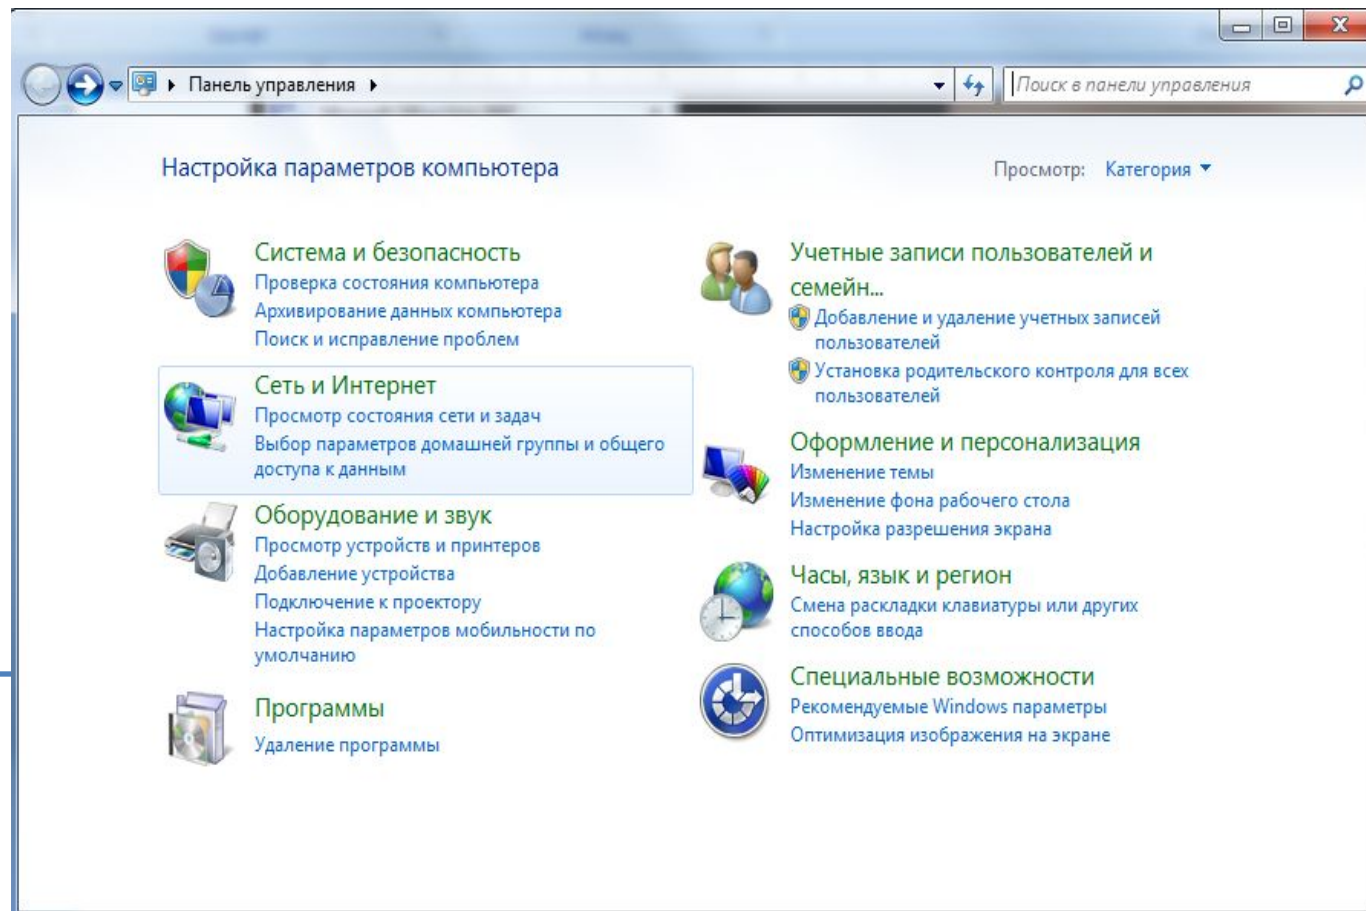 Панель управления
Поиск в панели управления
Настройка параметров компьютера
Просмотр: Категория
Система и безопасность
Проверка состояния компьютера
Архивирование данных компьютера
Поиск и исправление проблем
Сеть и Интернет
Просмотр состояния сети и задач
Выбор параметров домашней группы и общего
доступа к данным
Оборудование и звук
Просмотр устройств и принтеров
Добавление устройства
Подключение к проектору
Настройка параметров мобильности по
умолчанию
Программы
Удаление программы
Учетные записи пользователей и
семейн...
Добавление и удаление учетных записей
пользователей
Установка родительского контроля для всех
пользователей
Оформление и персонализация
Изменение темы
Изменение фона рабочего стола
Настройка разрешения экрана
Часы, язык и регион
Смена раскладки клавиатуры или других
способов ввода
Специальные возможности
Рекомендуемые Windows параметры
Оптимизация изображения на экране